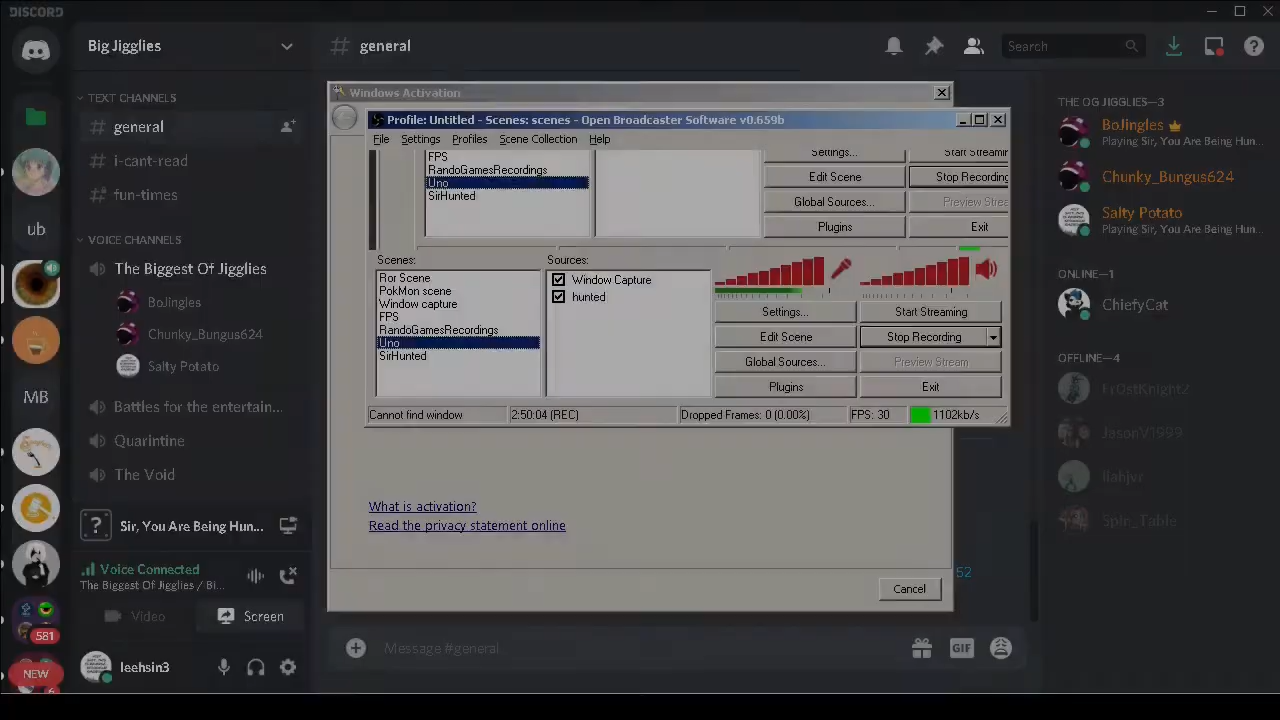 DISCORD
Big Jigglies
general
Search
TEXT CHANNELS
general
i-cant-read
fun-times
VOICE CHANNELS
The Biggest Of Jigglies
BoJingles
Chunky_Bungus624
Salty Potato
Battles for the entertain...
Quarintine
The Void
Sir, You Are Being Hun...
Voice Connected
The Biggest Of Jigglies / Bi...
Video
Screen
leehsin3
ub
MB
581
NEW
Windows Activation
Profile: Untitled - Scenes: scenes - Open Broadcaster Software v0.659b
File Settings Profiles Scene Collection Help
FPS
RandoGamesRecordings
Uno
SirHunted
Settings...
Edit Scene
Global Sources...
Plugins
Start Streamin
Stop Recording
Preview Strea
Exit
Scenes:
Ror Scene
PokMon scene
Window capture
FPS
RandoGamesRecordings
Uno
SirHunted
Sources:
Window Capture
hunted
Settings...
Edit Scene
Global Sources...
Plugins
Start Streaming
Stop Recording
Preview Stream
Exit
Cannot find window
2:50:04 (REC)
Dropped Frames: 0 (0.00%)
FPS: 30
1102kb/s
What is activation?
Read the privacy statement online
Cancel
52
Message #general
GIF
THE OG JIGGLIES—3
BoJingles
Playing Sir, You Are Being Hun...
Chunky_Bungus624
Salty Potato
Playing Sir, You Are Being Hun...
ONLINE—1
ChiefyCat
OFFLINE—4
Fr0stKnight2
JasonV1999
Spin_Table